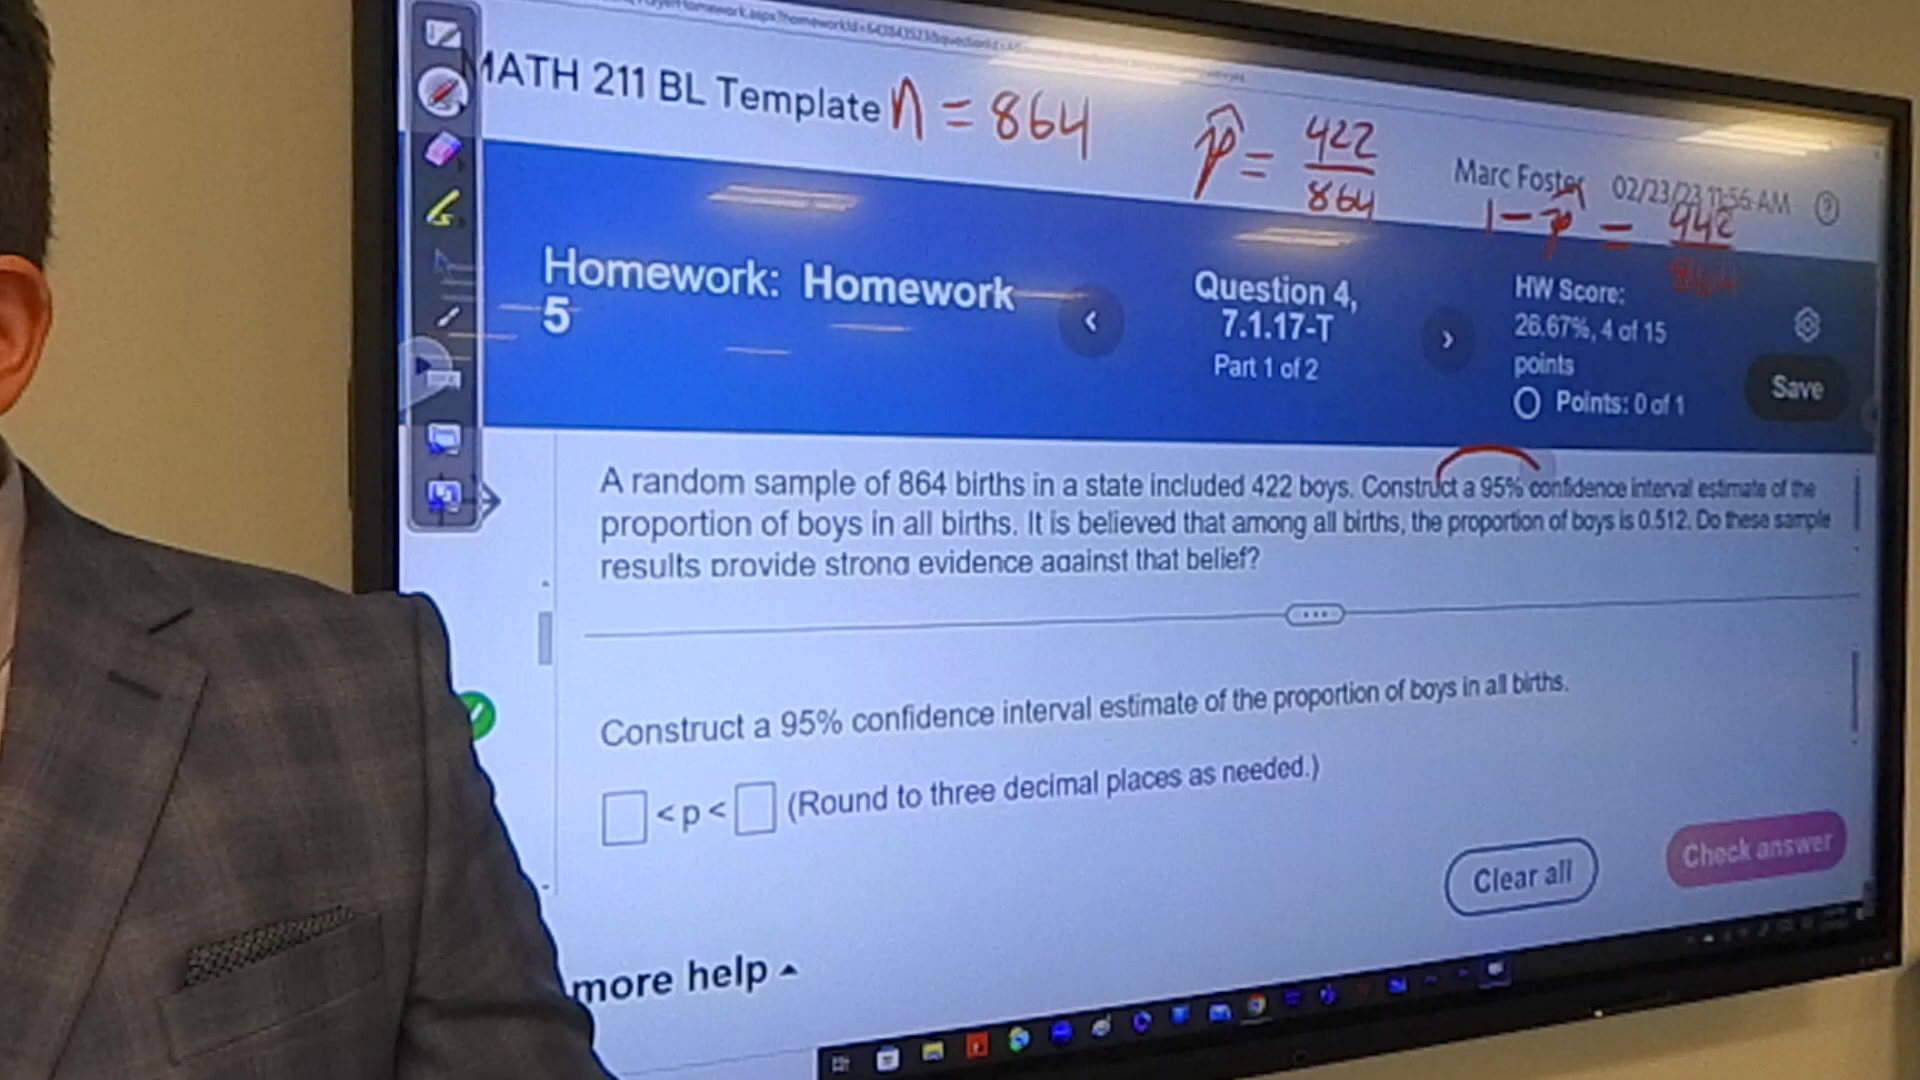 MATH 211 BL Template n = 864
p̂ = 422/864
Marc Foster 02/23/23 11:56 AM
1 - p̂ = 442/864
Homework: Homework 5
Question 4,
7.1.17-T
Part 1 of 2
HW Score:
26.67%, 4 of 15
points
Points: 0 of 1
Save
A random sample of 864 births in a state included 422 boys. Construct a 95% confidence interval estimate of the
proportion of boys in all births. It is believed that among all births, the proportion of boys is 0.512. Do these sample
results provide strong evidence against that belief?
Construct a 95% confidence interval estimate of the proportion of boys in all births.
< p < (Round to three decimal places as needed.)
Clear all
Check answer
more help